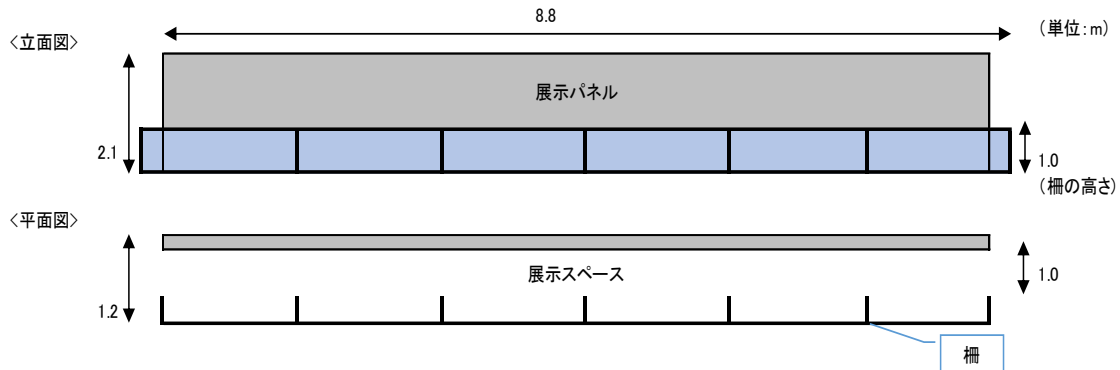 8.8
(単位:m)
<立面図>
展示パネル
2.1
1.0
(柵の高さ)
<平面図>
展示スペース
1.0
1.2
柵